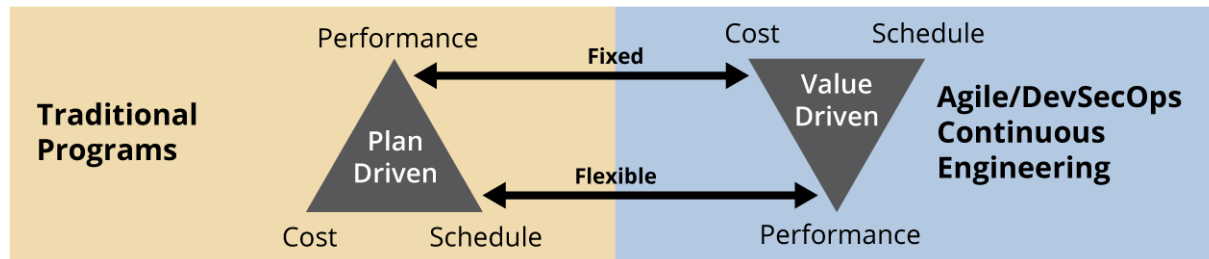 Traditional
Programs
Performance
Plan
Driven
Cost
Schedule
Fixed
Flexible
Cost
Schedule
Value
Driven
Performance
Agile/DevSecOps
Continuous
Engineering